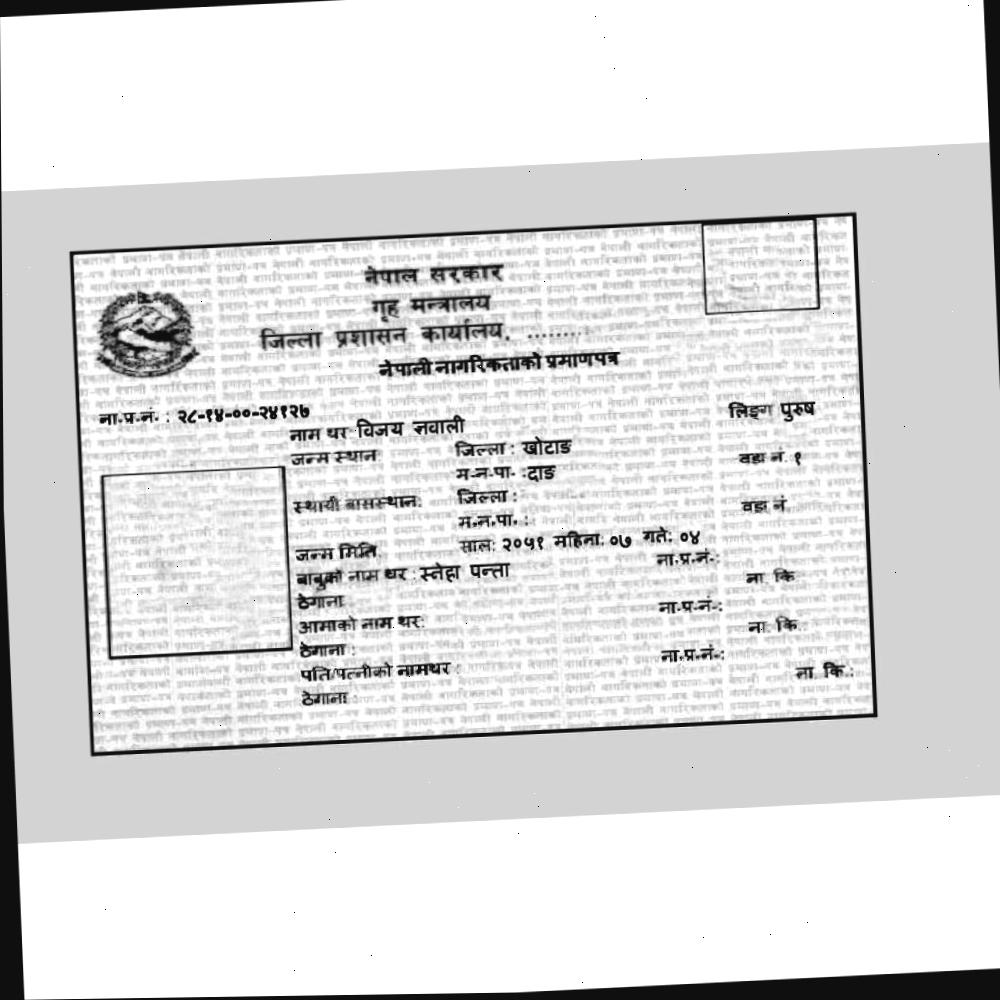 नेपाल सरकार
गृह मन्त्रालय
जिल्ला प्रशासन कार्यालय, .........
नेपाली नागरिकताको प्रमाणपत्र
ना.प्र.नं. : २८-१४-००-२४१२७ लिङ्ग पुरुष
नाम थर विजय ज्ञवाली
जन्म स्थान जिल्ला : खोटाङ वडा नं. १
म.न.पा. :दाङ
स्थायी बासस्थान: जिल्ला : वडा नं.
म.न.पा. :
जन्म मिति साल: २०५१ महिना: ०७ गते: ०४
बाबुको नाम थर : स्नेहा पन्ता ना.प्र.नं.:
ठेगाना ना. कि
आमाको नाम थर: ना.प्र.नं.:
ठेगाना : ना. कि.:
पति/पत्नीको नामथर : ना.प्र.नं.:
ठेगाना : ना. कि.: